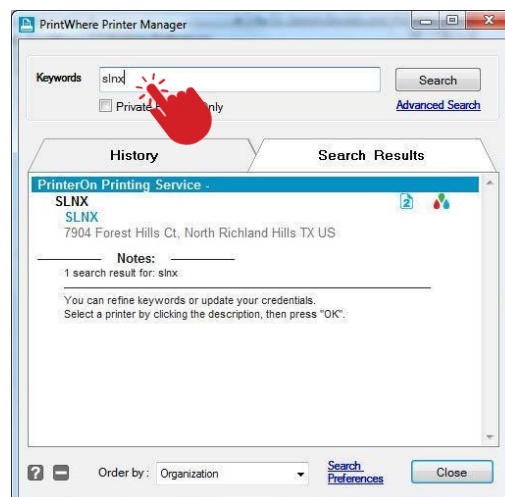 PrintWhere Printer Manager
Keywords slnx Search
Private Only Advanced Search
History Search Results
PrinterOn Printing Service -
SLNX 2
SLNX
7904 Forest Hills Ct, North Richland Hills TX US
Notes:
1 search result for: slnx
You can refine keywords or update your credentials.
Select a printer by clicking the description, then press "OK".
? Order by: Organization Search Preferences Close